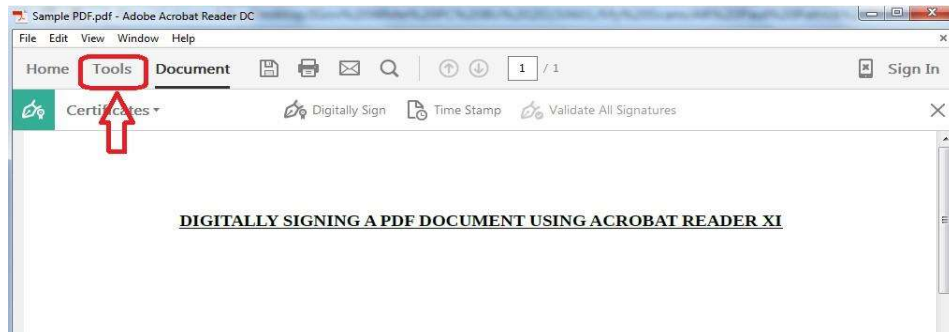 Sample PDF.pdf - Adobe Acrobat Reader DC
File Edit View Window Help
Home Tools Document 1 / 1 Sign In
Certificates Digitally Sign Time Stamp Validate All Signatures
DIGITALLY SIGNING A PDF DOCUMENT USING ACROBAT READER XI